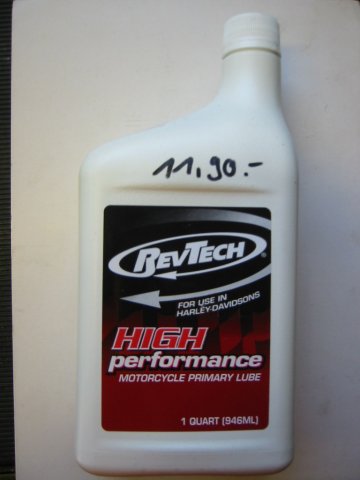 11,90.-
REVTECH®
FOR USE IN
HARLEY-DAVIDSONS
HIGH
performance
MOTORCYCLE PRIMARY LUBE
1 QUART (946ML)